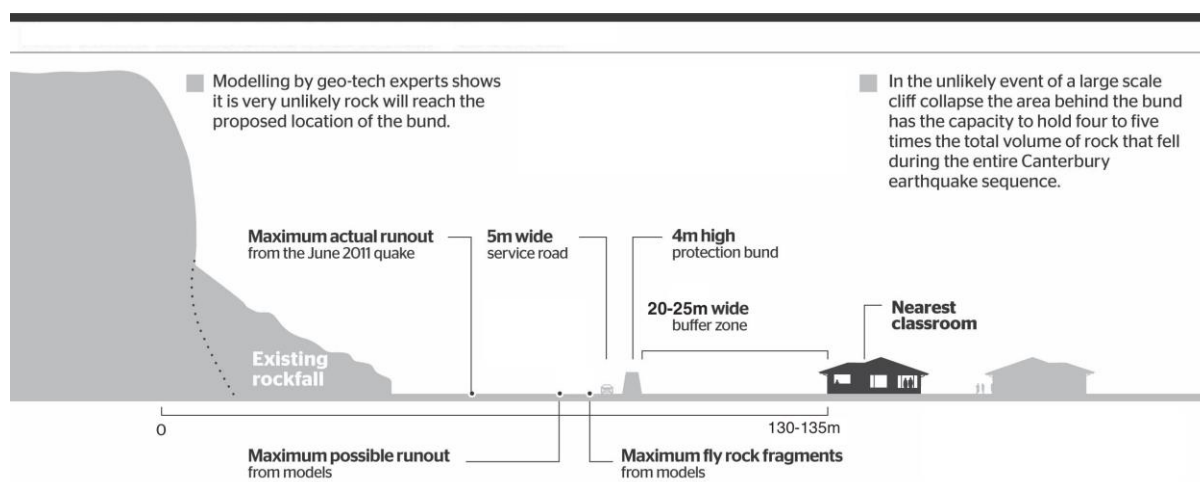 Modelling by geo-tech experts shows
it is very unlikely rock will reach the
proposed location of the bund.
In the unlikely event of a large scale
cliff collapse the area behind the bund
has the capacity to hold four to five
times the total volume of rock that fell
during the entire Canterbury
earthquake sequence.
Maximum actual runout
from the June 2011 quake
5m wide
service road
4m high
protection bund
20-25m wide
buffer zone
Nearest
classroom
Existing
rockfall
0
130-135m
Maximum possible runout
from models
Maximum fly rock fragments
from models